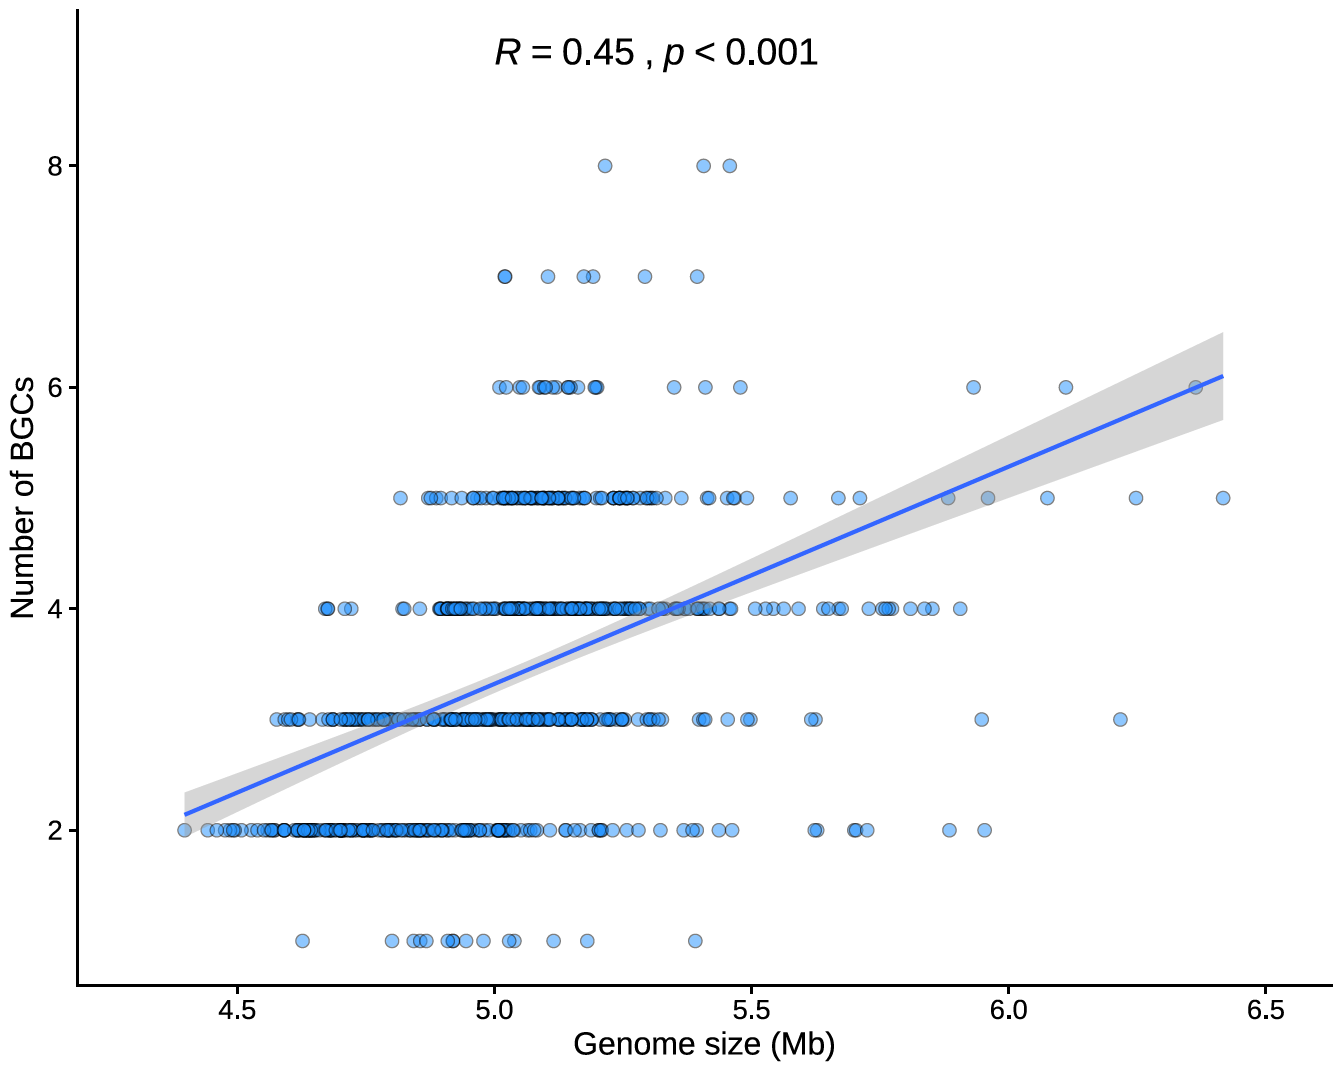 R = 0.45 , p < 0.001
8
6
4
2
Number of BGCs
4.5 5.0 5.5 6.0 6.5
Genome size (Mb)